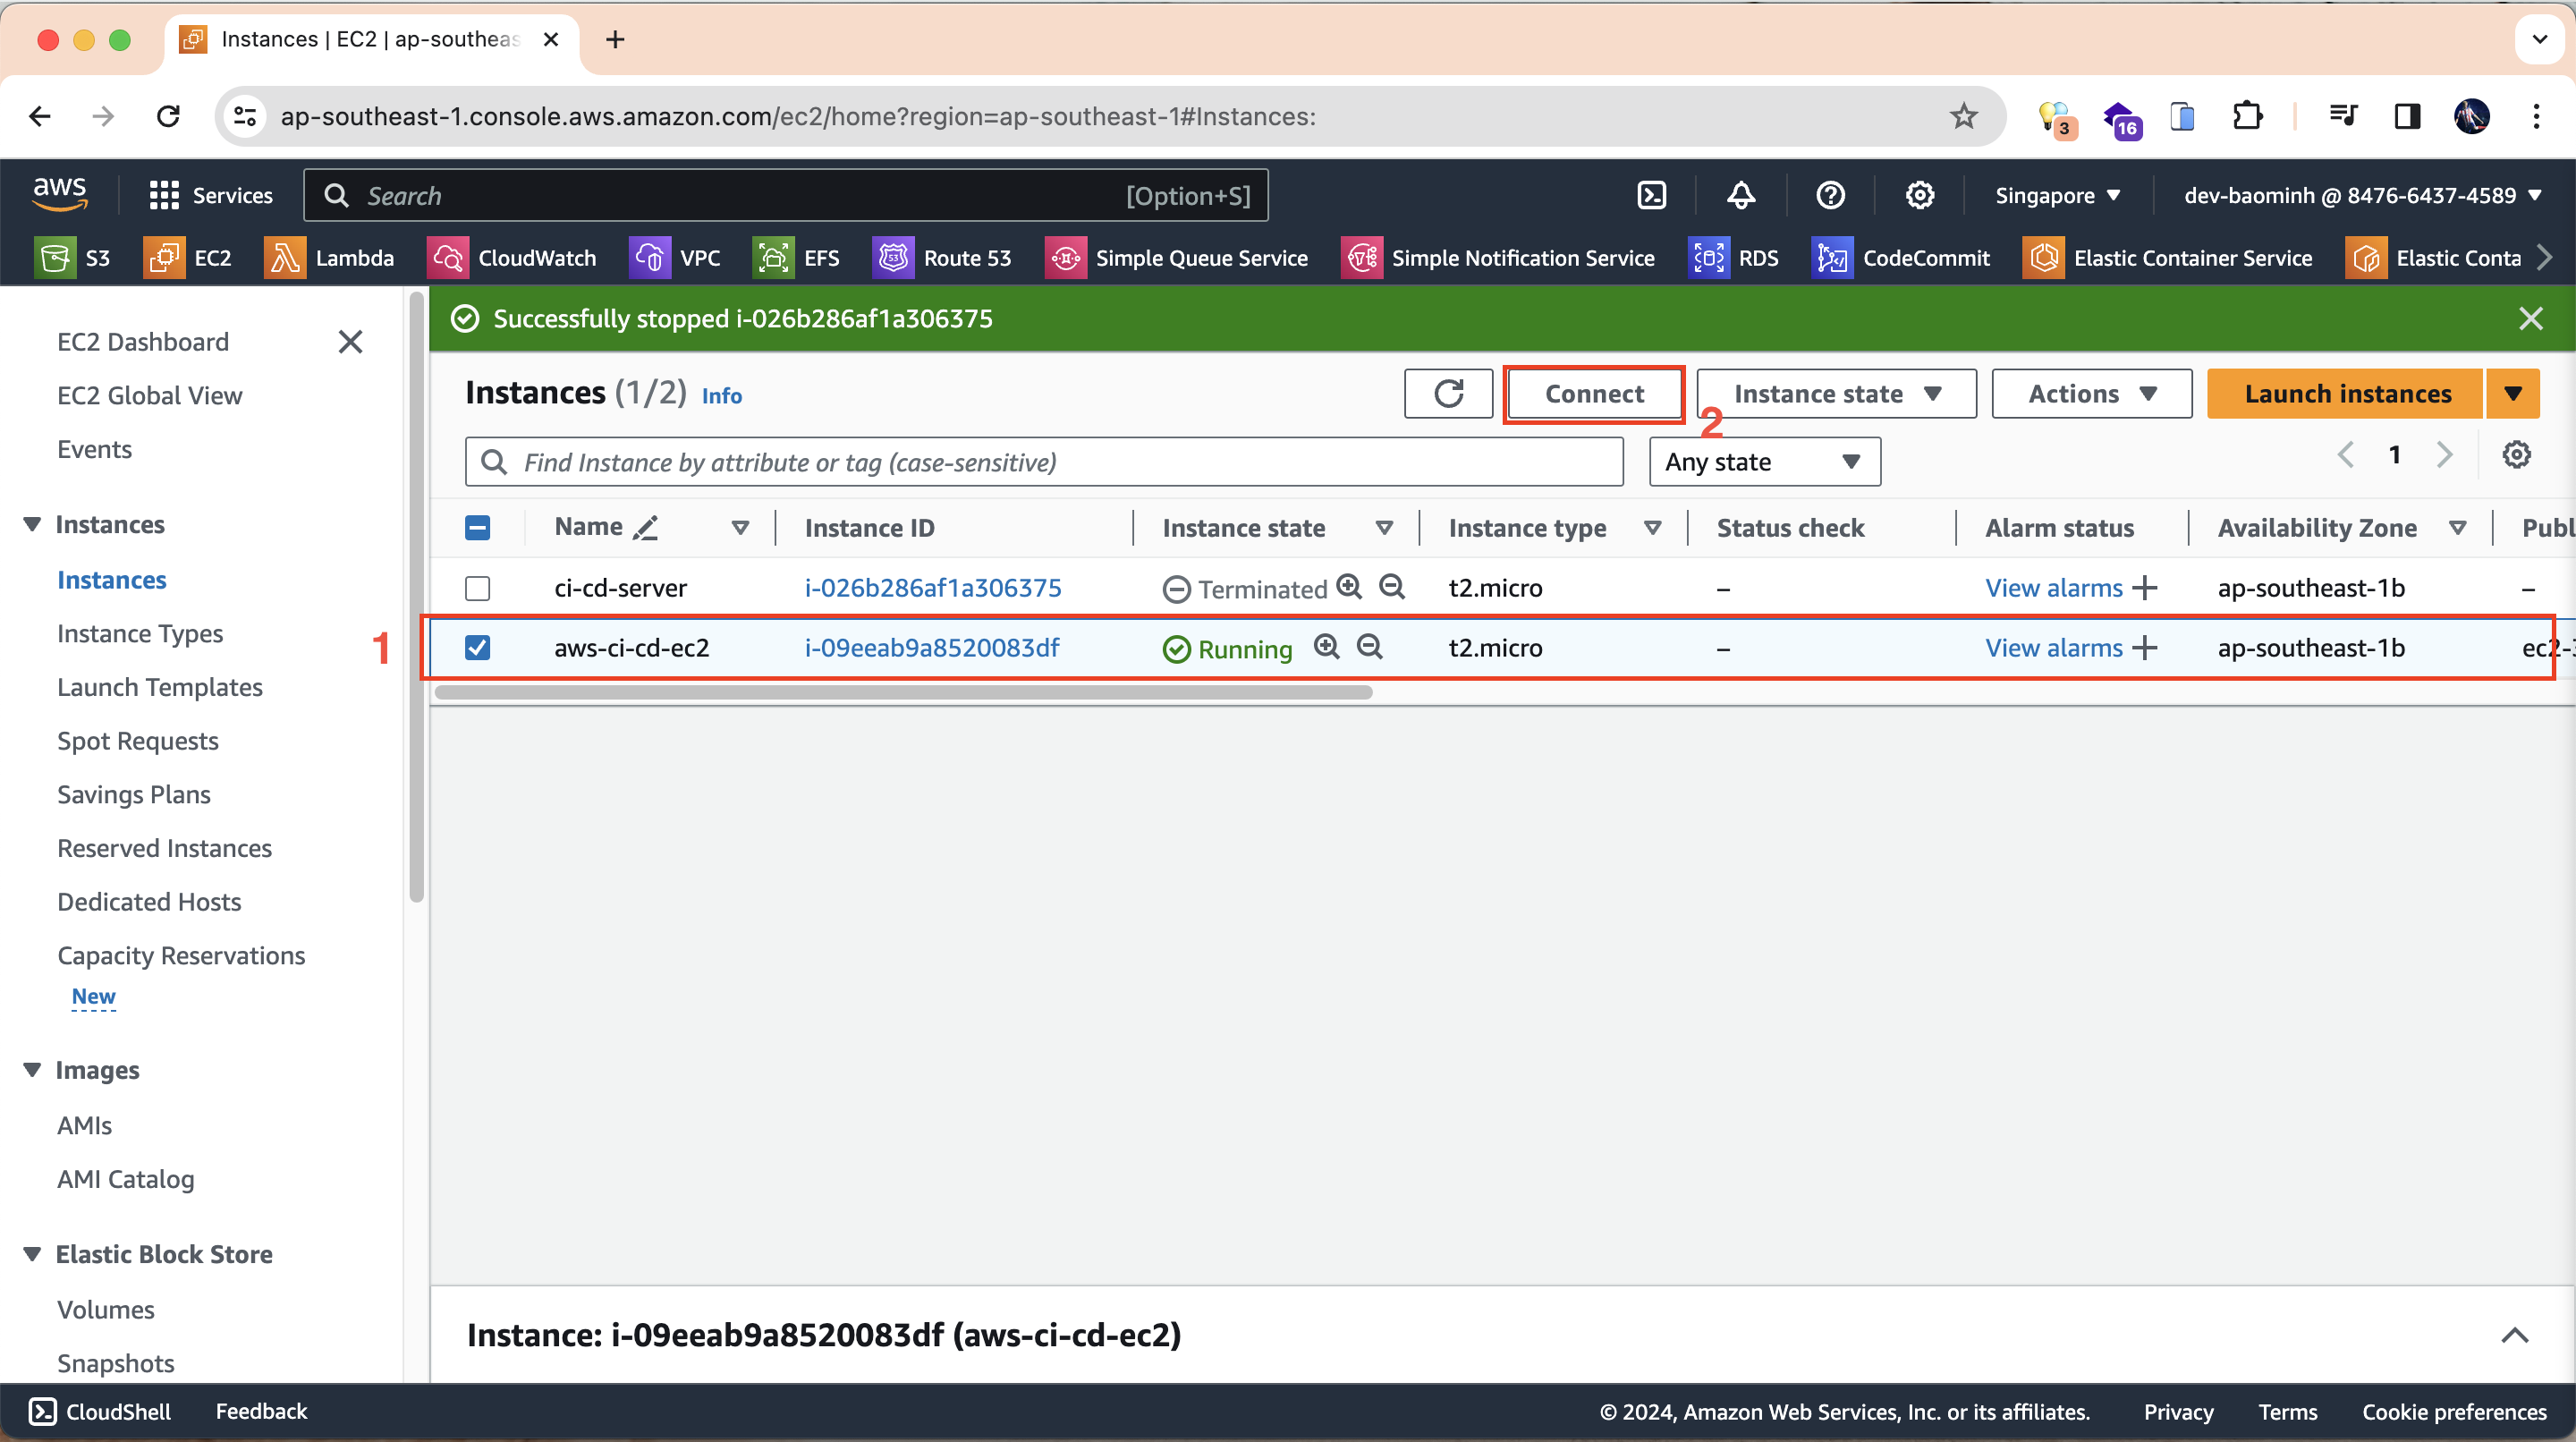 Instances | EC2 | ap-southeas
ap-southeast-1.console.aws.amazon.com/ec2/home?region=ap-southeast-1#Instances:
3
16
aws
Services
Search
[Option+S]
Singapore
dev-baominh @ 8476-6437-4589
S3
EC2
Lambda
CloudWatch
VPC
EFS
53
Route 53
Simple Queue Service
Simple Notification Service
RDS
CodeCommit
Elastic Container Service
Elastic Conta
EC2 Dashboard
EC2 Global View
Events
Instances
Instances
Instance Types
Launch Templates
Spot Requests
Savings Plans
Reserved Instances
Dedicated Hosts
Capacity Reservations
New
Images
AMIs
AMI Catalog
Elastic Block Store
Volumes
Snapshots
Successfully stopped i-026b286af1a306375
Instances (1/2) Info
Connect
Instance state
Actions
Launch instances
2
Find Instance by attribute or tag (case-sensitive)
Any state
1
Name Instance ID Instance state Instance type Status check Alarm status Availability Zone Publ
ci-cd-server i-026b286af1a306375 Terminated t2.micro – View alarms + ap-southeast-1b –
1
aws-ci-cd-ec2 i-09eeab9a8520083df Running t2.micro – View alarms + ap-southeast-1b ec2-3
Instance: i-09eeab9a8520083df (aws-ci-cd-ec2)
CloudShell
Feedback
© 2024, Amazon Web Services, Inc. or its affiliates.
Privacy
Terms
Cookie preferences